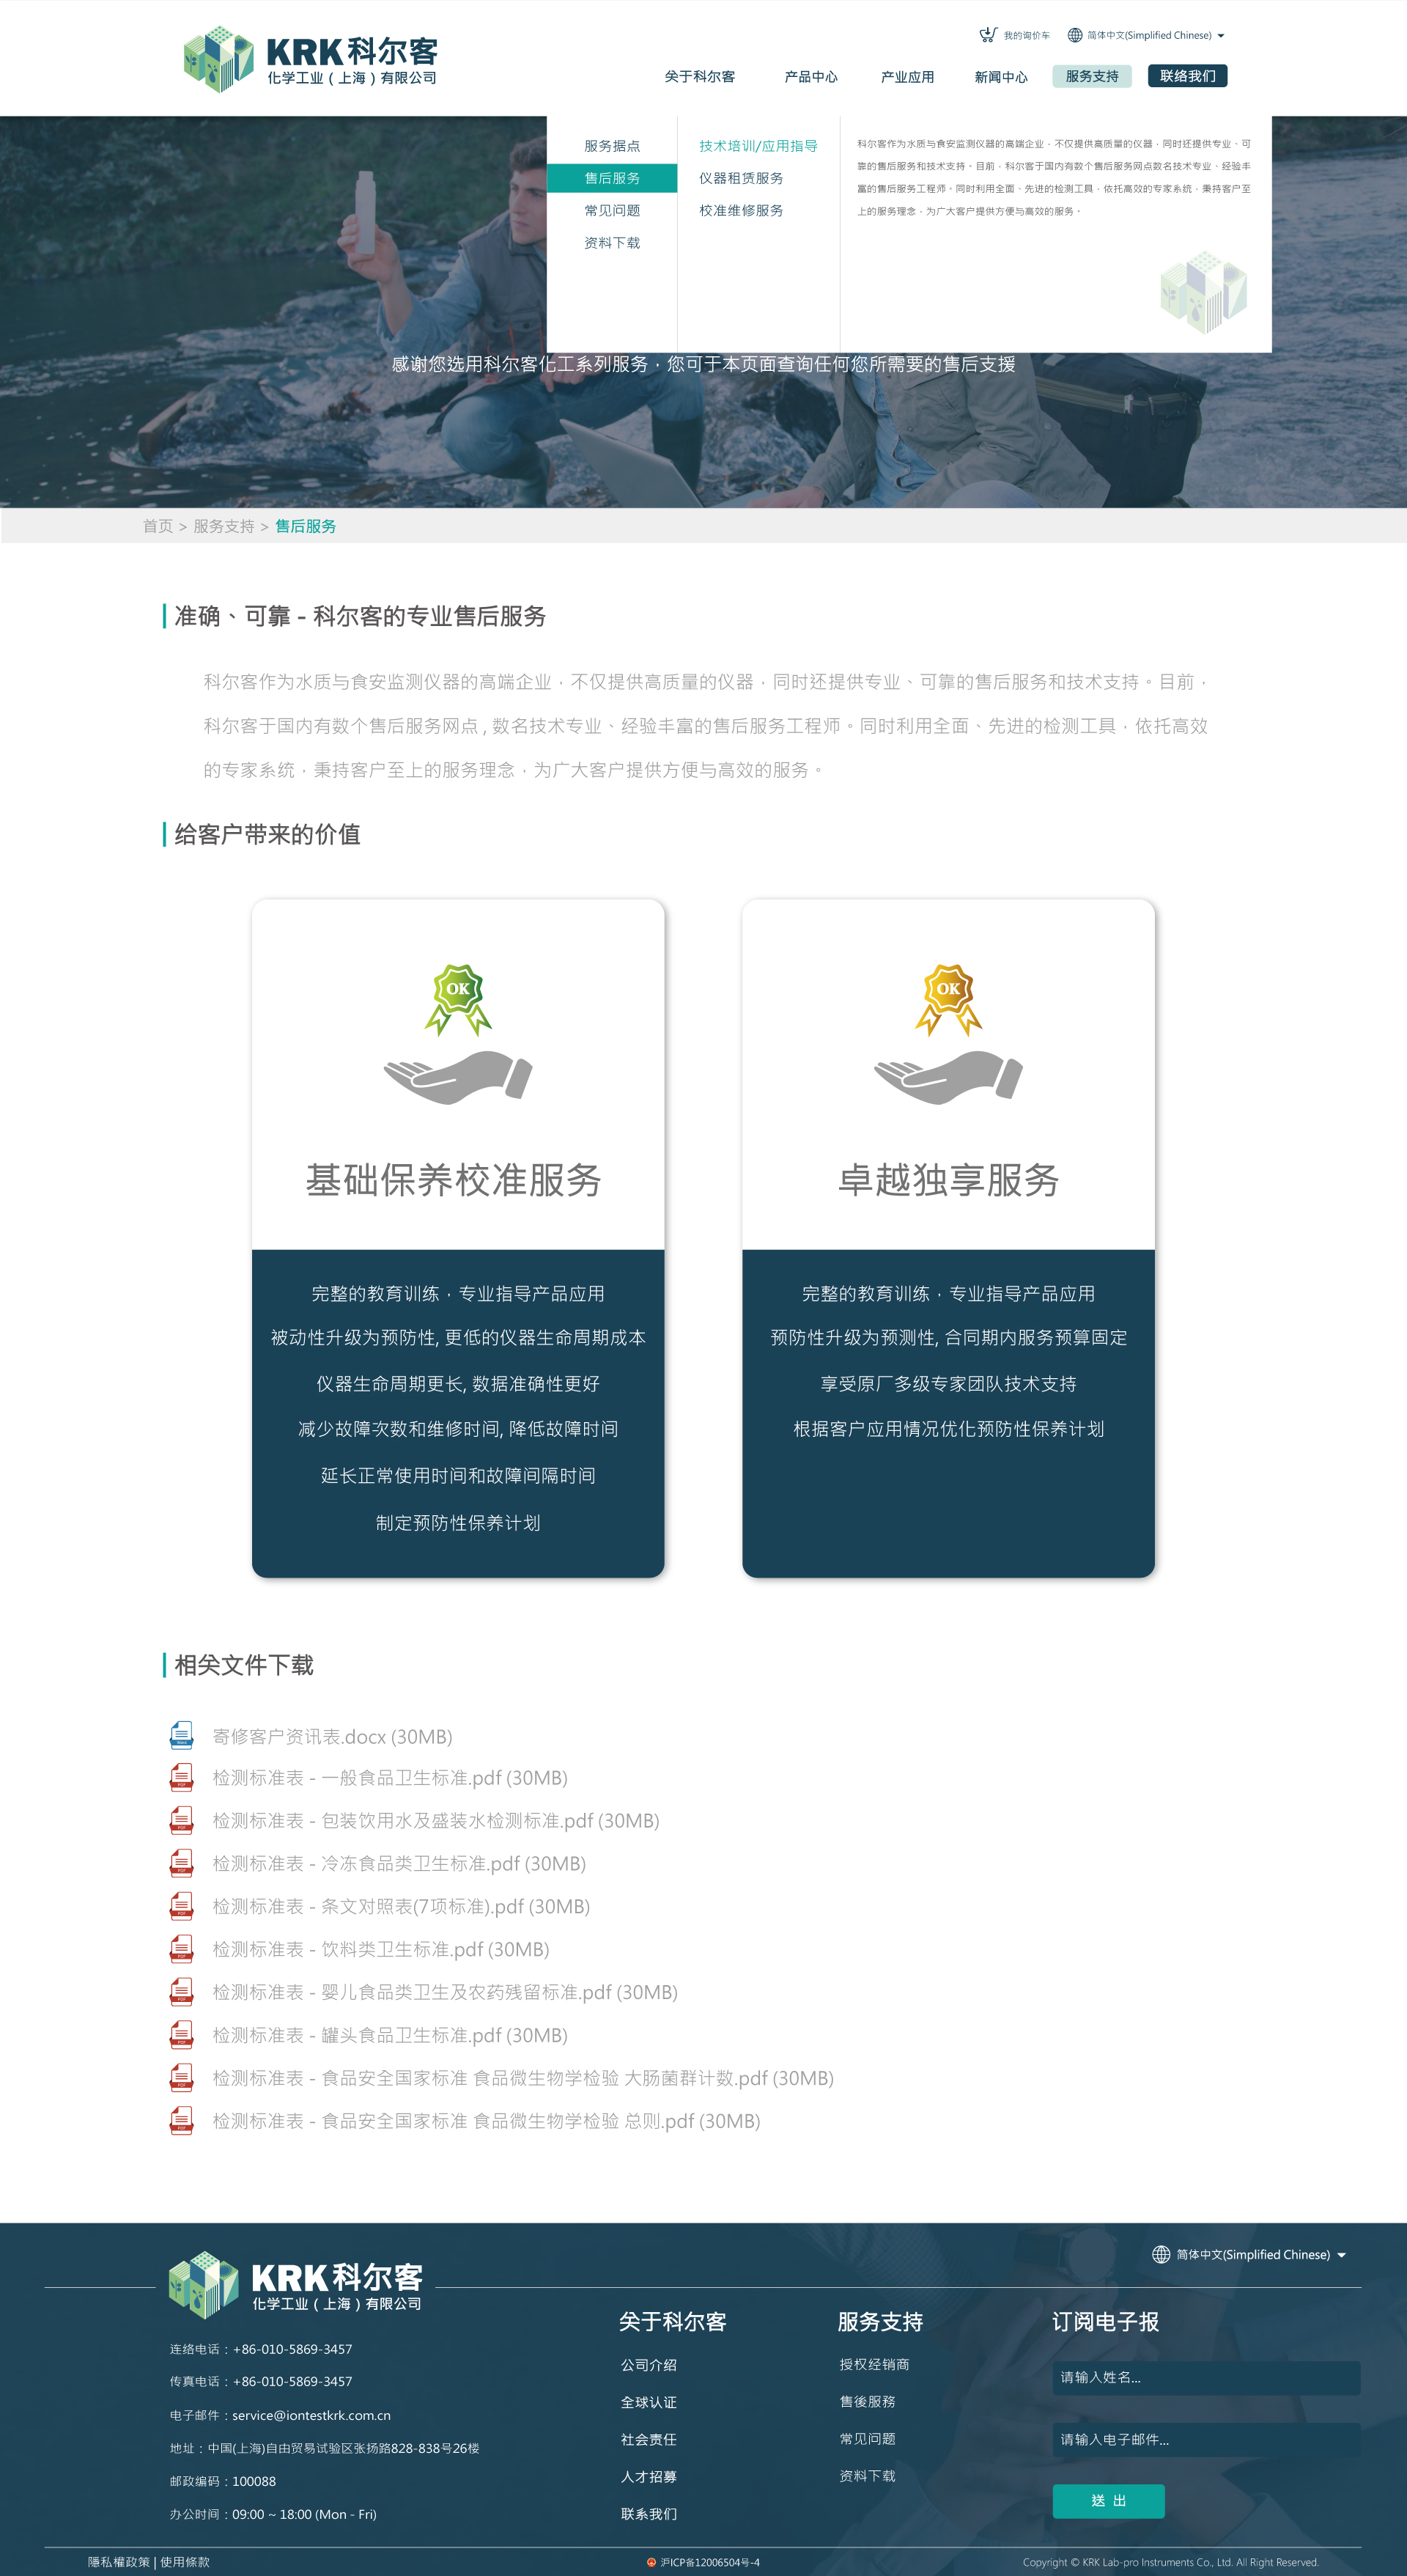 KRK科尔客
化学工业（上海）有限公司
我的询价车
简体中文(Simplified Chinese)
关于科尔客
产品中心
产业应用
新闻中心
服务支持
联络我们
服务据点
售后服务
常见问题
资料下载
技术培训/应用指导
仪器租赁服务
校准维修服务
科尔客作为水质与食安监测仪器的高端企业，不仅提供高质量的仪器，同时还提供专业、可
靠的售后服务和技术支持。目前，科尔客于国内有数个售后服务网点数名技术专业、经验丰
富的售后服务工程师。同时利用全面、先进的检测工具，依托高效的专家系统，秉持客户至
上的服务理念，为广大客户提供方便与高效的服务。
感谢您选用科尔客化工系列服务，您可于本页面查询任何您所需要的售后支援
首页 > 服务支持 > 售后服务
准确、可靠 - 科尔客的专业售后服务
科尔客作为水质与食安监测仪器的高端企业，不仅提供高质量的仪器，同时还提供专业、可靠的售后服务和技术支持。目前，
科尔客于国内有数个售后服务网点 , 数名技术专业、经验丰富的售后服务工程师。同时利用全面、先进的检测工具，依托高效
的专家系统，秉持客户至上的服务理念，为广大客户提供方便与高效的服务。
给客户带来的价值
OK
基础保养校准服务
完整的教育训练，专业指导产品应用
被动性升级为预防性, 更低的仪器生命周期成本
仪器生命周期更长, 数据准确性更好
减少故障次数和维修时间, 降低故障时间
延长正常使用时间和故障间隔时间
制定预防性保养计划
OK
卓越独享服务
完整的教育训练，专业指导产品应用
预防性升级为预测性, 合同期内服务预算固定
享受原厂多级专家团队技术支持
根据客户应用情况优化预防性保养计划
相关文件下载
Word
寄修客户资讯表.docx (30MB)
PDF
检测标准表 - 一般食品卫生标准.pdf (30MB)
PDF
检测标准表 - 包装饮用水及盛装水检测标准.pdf (30MB)
PDF
检测标准表 - 冷冻食品类卫生标准.pdf (30MB)
PDF
检测标准表 - 条文对照表(7项标准).pdf (30MB)
PDF
检测标准表 - 饮料类卫生标准.pdf (30MB)
PDF
检测标准表 - 婴儿食品类卫生及农药残留标准.pdf (30MB)
PDF
检测标准表 - 罐头食品卫生标准.pdf (30MB)
PDF
检测标准表 - 食品安全国家标准 食品微生物学检验 大肠菌群计数.pdf (30MB)
PDF
检测标准表 - 食品安全国家标准 食品微生物学检验 总则.pdf (30MB)
简体中文(Simplified Chinese)
KRK科尔客
化学工业（上海）有限公司
连络电话：+86-010-5869-3457
传真电话：+86-010-5869-3457
电子邮件：service@iontestkrk.com.cn
地址：中国(上海)自由贸易试验区张扬路828-838号26楼
邮政编码：100088
办公时间：09:00 ~ 18:00 (Mon - Fri)
关于科尔客
公司介绍
全球认证
社会责任
人才招募
联系我们
服务支持
授权经销商
售後服務
常见问题
资料下载
订阅电子报
请输入姓名...
请输入电子邮件...
送 出
隱私權政策 | 使用條款
沪ICP备12006504号-4
Copyright © KRK Lab-pro Instruments Co., Ltd. All Right Reserved.